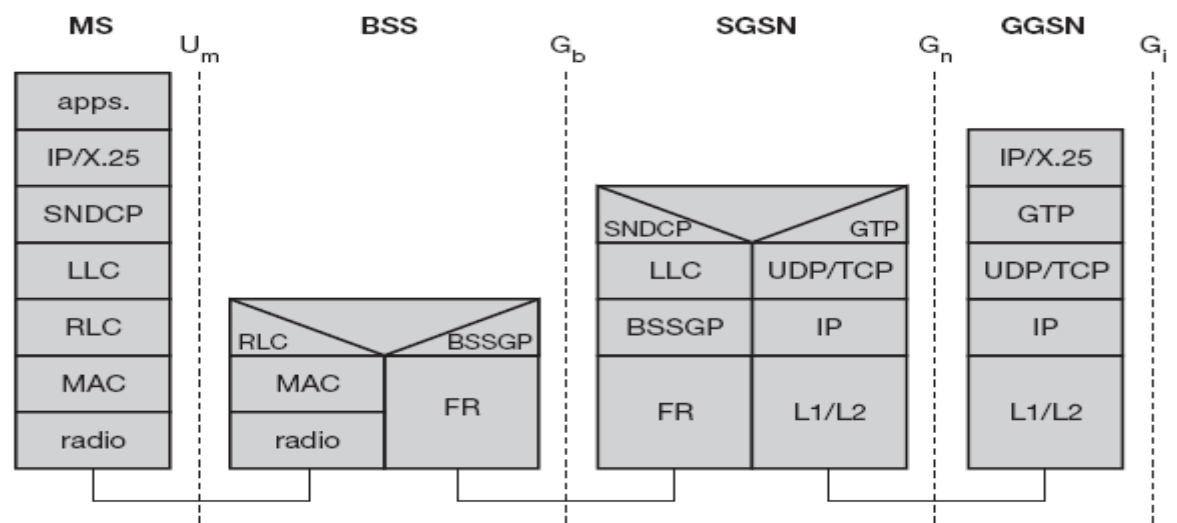 MS BSS SGSN GGSN
Um Gb Gn Gi
apps.
IP/X.25 IP/X.25
SNDCP SNDCP GTP GTP
LLC LLC UDP/TCP UDP/TCP
RLC RLC BSSGP BSSGP IP IP
MAC MAC FR FR L1/L2 L1/L2
radio radio